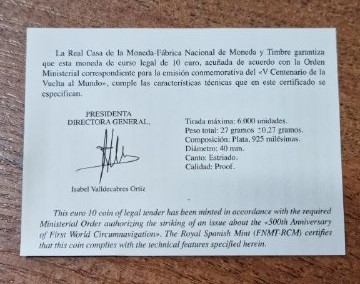 La Real Casa de la Moneda-Fábrica Nacional de Moneda y Timbre garantiza
que esta moneda de curso legal de 10 euro, acuñada de acuerdo con la Orden
Ministerial correspondiente para la emisión conmemorativa del «V Centenario de la
Vuelta al Mundo», cumple las características técnicas que en este certificado se
especifican.
PRESIDENTA
DIRECTORA GENERAL,
Isabel Valldecabres Ortiz
Tirada máxima: 6.000 unidades.
Peso total: 27 gramos ±0,27 gramos.
Composición: Plata, 925 milésimas.
Diámetro: 40 mm.
Canto: Estriado.
Calidad: Proof.
This euro 10 coin of legal tender has been minted in accordance with the required
Ministerial Order authorizing the striking of an issue about the «500th Anniversary
of First World Circumnavigation». The Royal Spanish Mint (FNMT-RCM) certifies
that this coin complies with the technical features specified herein.